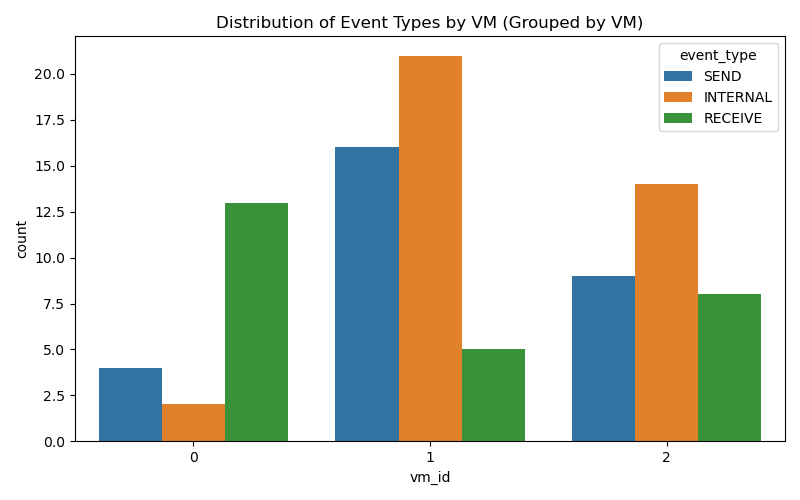 Distribution of Event Types by VM (Grouped by VM)
event_type
SEND
INTERNAL
RECEIVE
count
20.0
17.5
15.0
12.5
10.0
7.5
5.0
2.5
0.0
0
1
2
vm_id